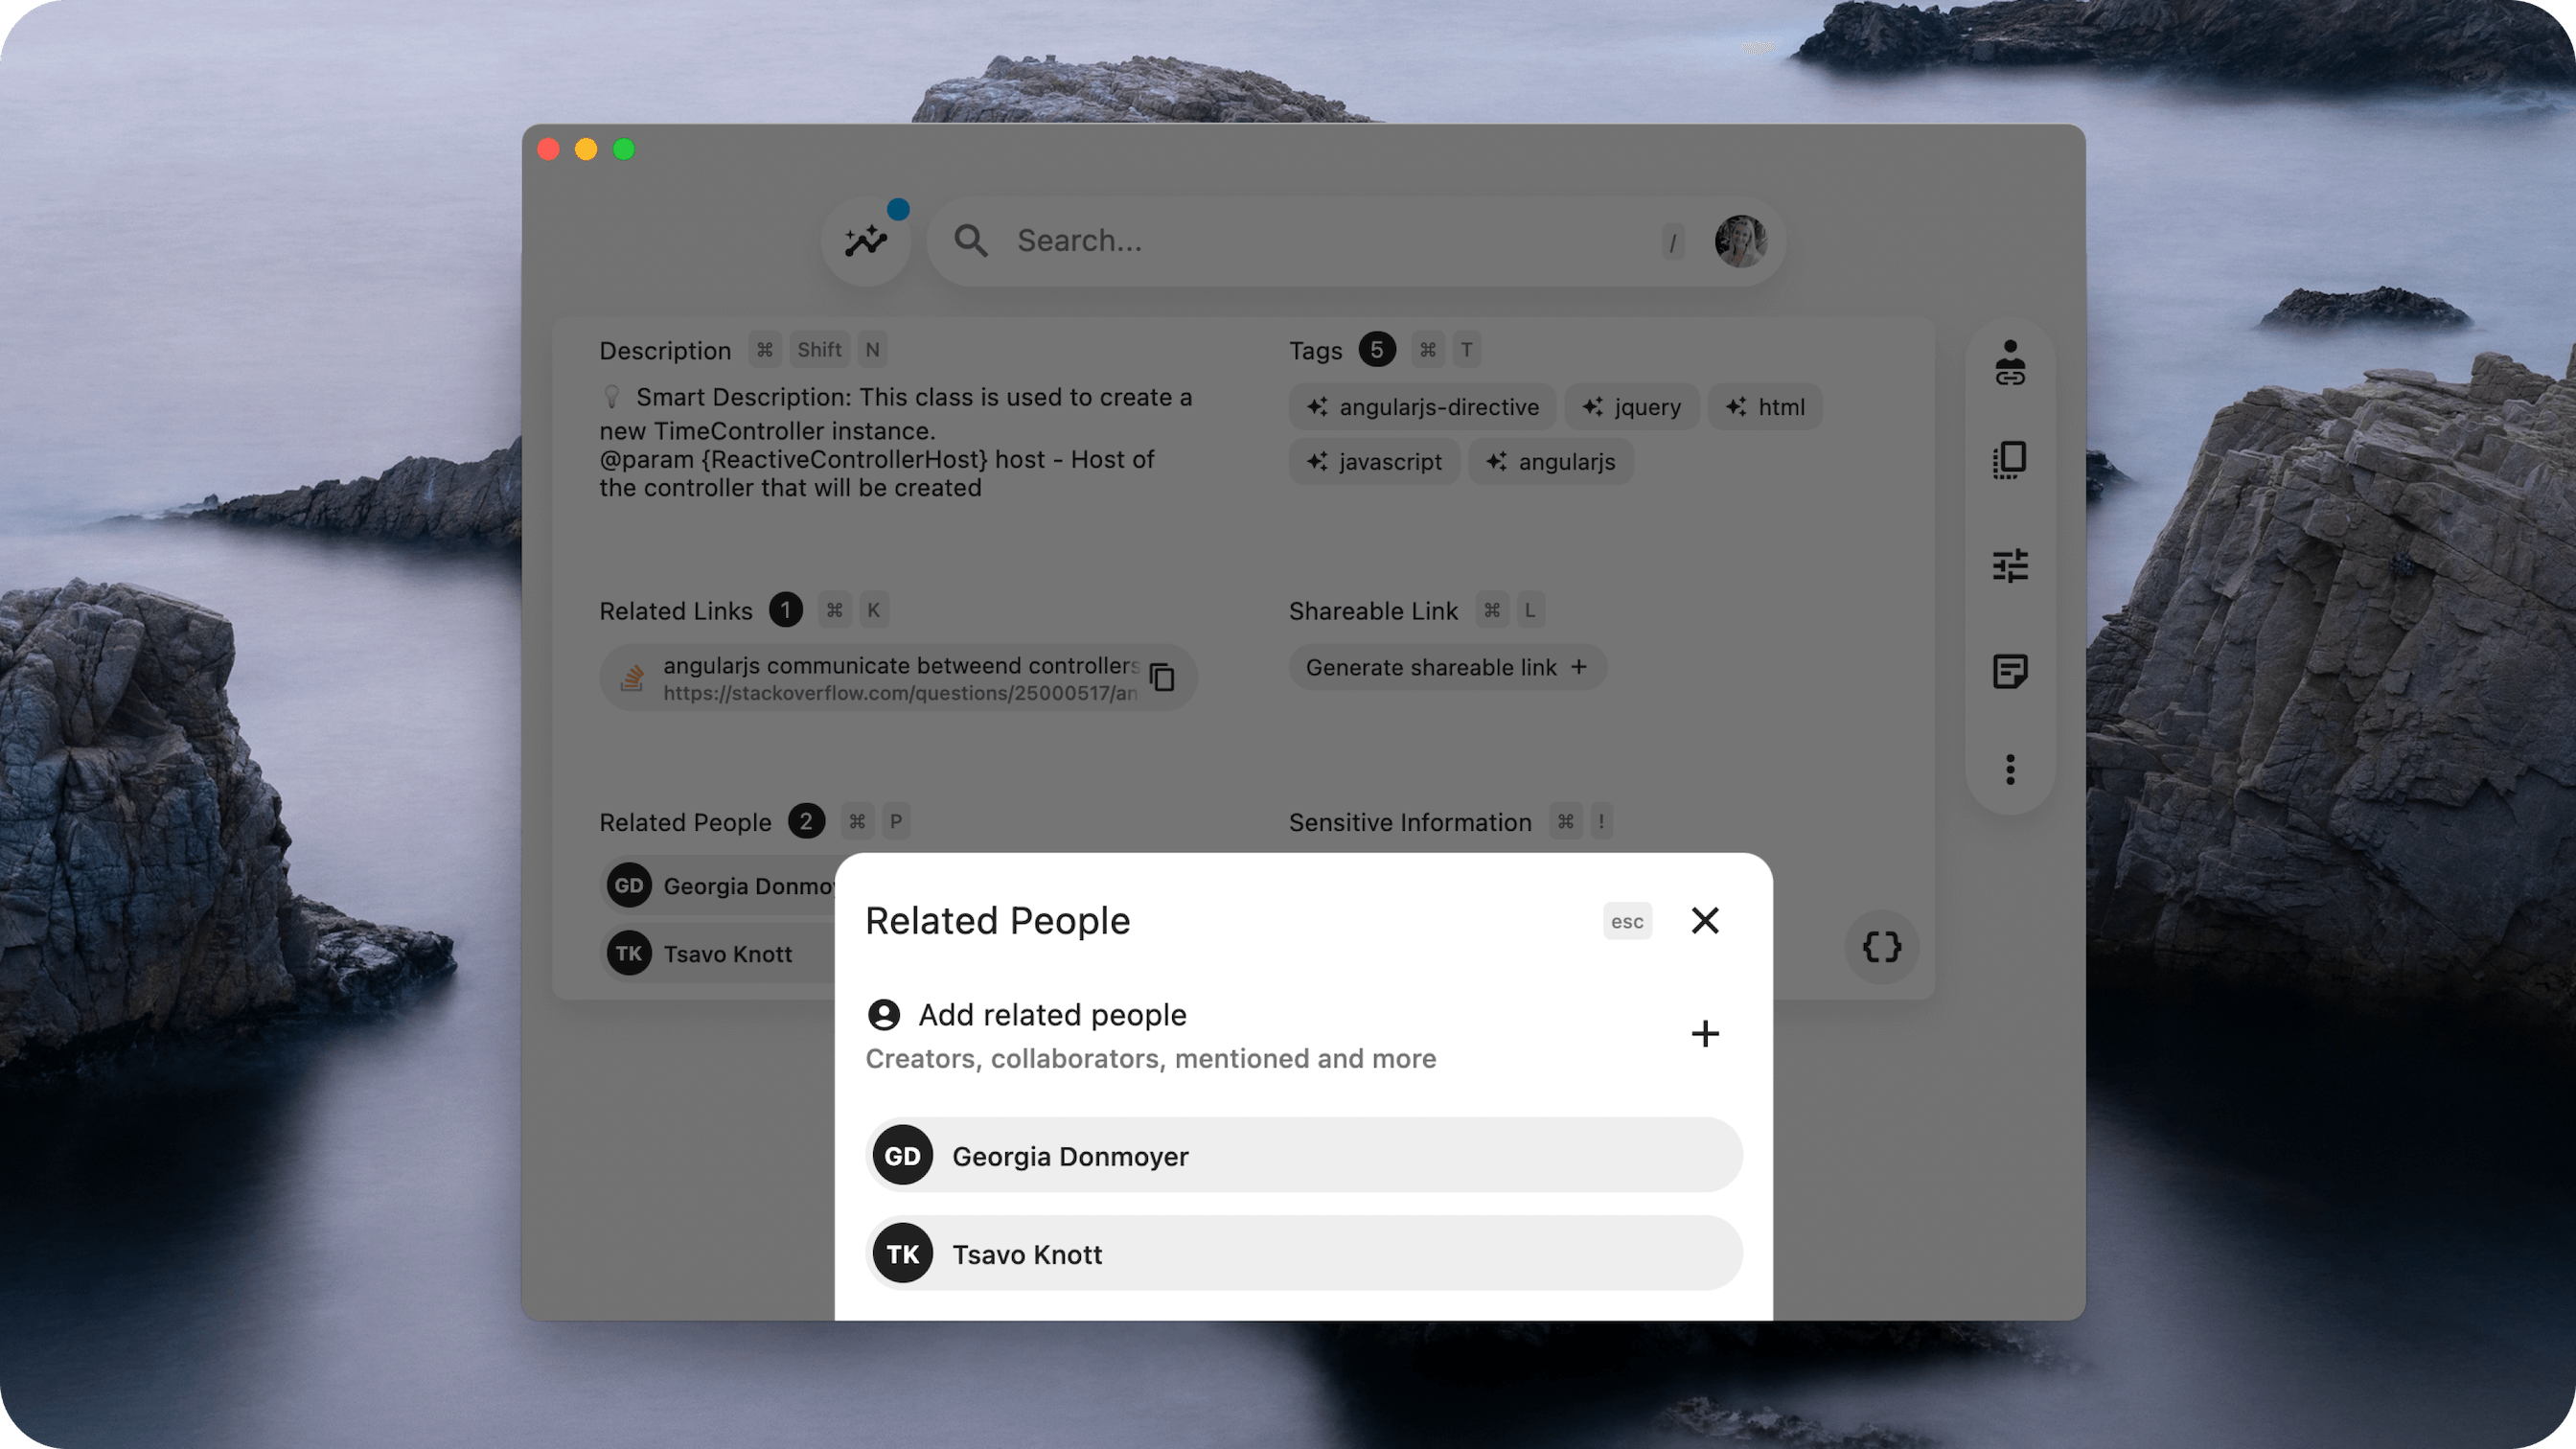 Search...
/
Description ⌘ Shift N
Smart Description: This class is used to create a
new TimeController instance.
@param {ReactiveControllerHost} host - Host of
the controller that will be created
Tags 5 ⌘ T
angularjs-directive
jquery
html
javascript
angularjs
Related Links 1 ⌘ K
angularjs communicate betweend controllers
https://stackoverflow.com/questions/25000517/an
Shareable Link ⌘ L
Generate shareable link +
Related People 2 ⌘ P
GD Georgia Donmoy
TK Tsavo Knott
Sensitive Information ⌘ !
{}
Related People
esc
Add related people
Creators, collaborators, mentioned and more
GD Georgia Donmoyer
TK Tsavo Knott